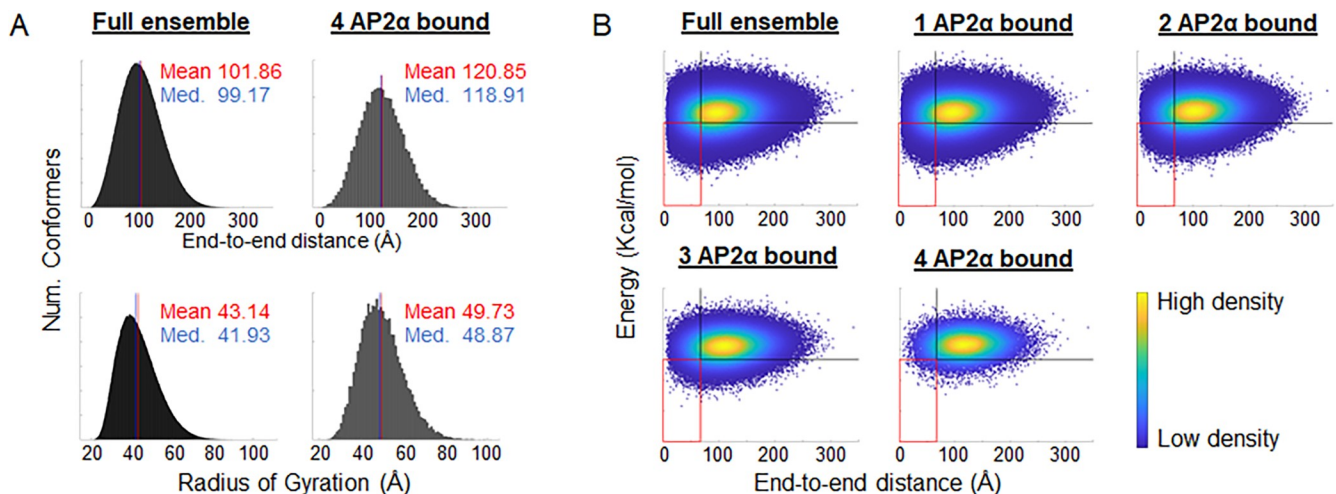 A
Full ensemble
4 AP2α bound
Mean 101.86
Med. 99.17
Mean 120.85
Med. 118.91
0 100 200 300
0 100 200 300
End-to-end distance (Å)
Num. Conformers
Mean 43.14
Med. 41.93
Mean 49.73
Med. 48.87
20 40 60 80 100
20 40 60 80 100
Radius of Gyration (Å)
B
Full ensemble
1 AP2α bound
2 AP2α bound
0 100 200 300
0 100 200 300
0 100 200 300
3 AP2α bound
4 AP2α bound
Energy (Kcal/mol)
0 100 200 300
0 100 200 300
End-to-end distance (Å)
High density
Low density